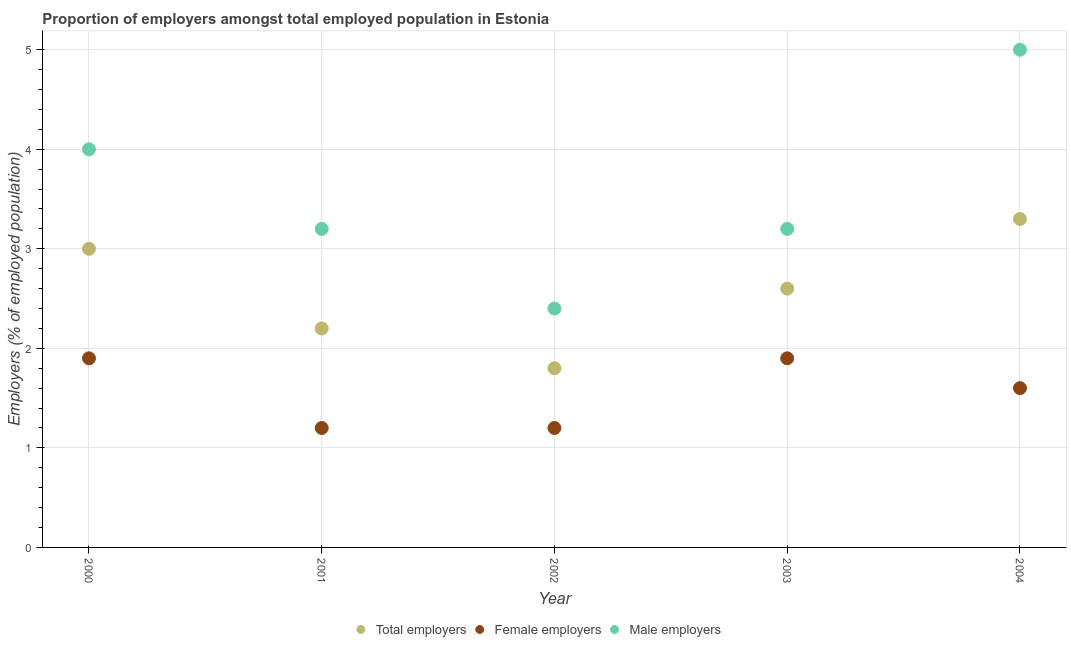 Proportion of employers amongst total employed population in Estonia
Employers (% of employed population)
5
4
3
2
1
0
2000
2001
2002
2003
2004
Year
Total employers
Female employers
Male employers